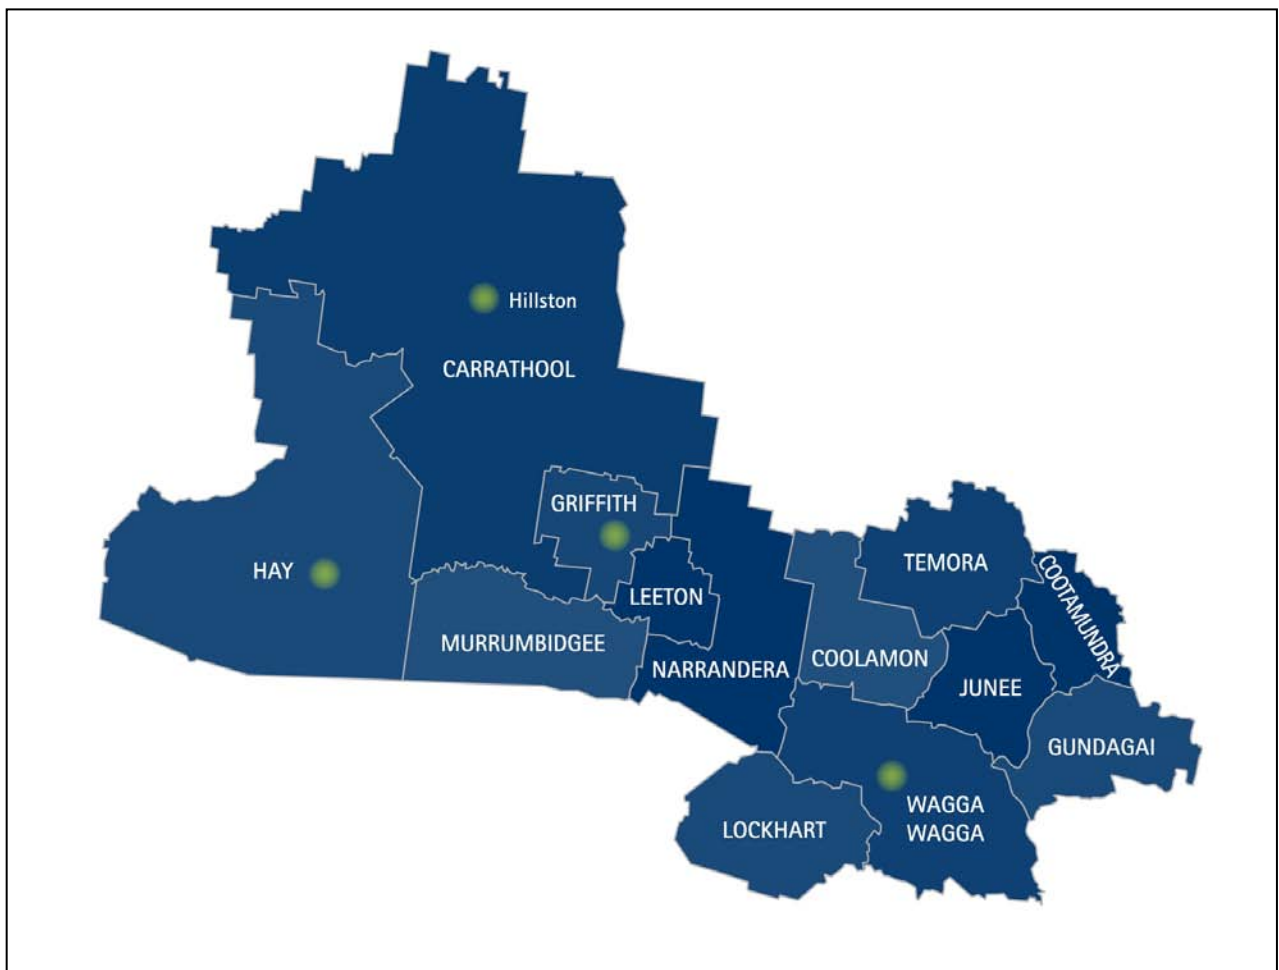 Hillston
CARRATHOOL
GRIFFITH
HAY
TEMORA
COOTAMUNDRA
LEETON
MURRUMBIDGEE
NARRANDERA
COOLAMON
JUNEE
GUNDAGAI
WAGGA
WAGGA
LOCKHART